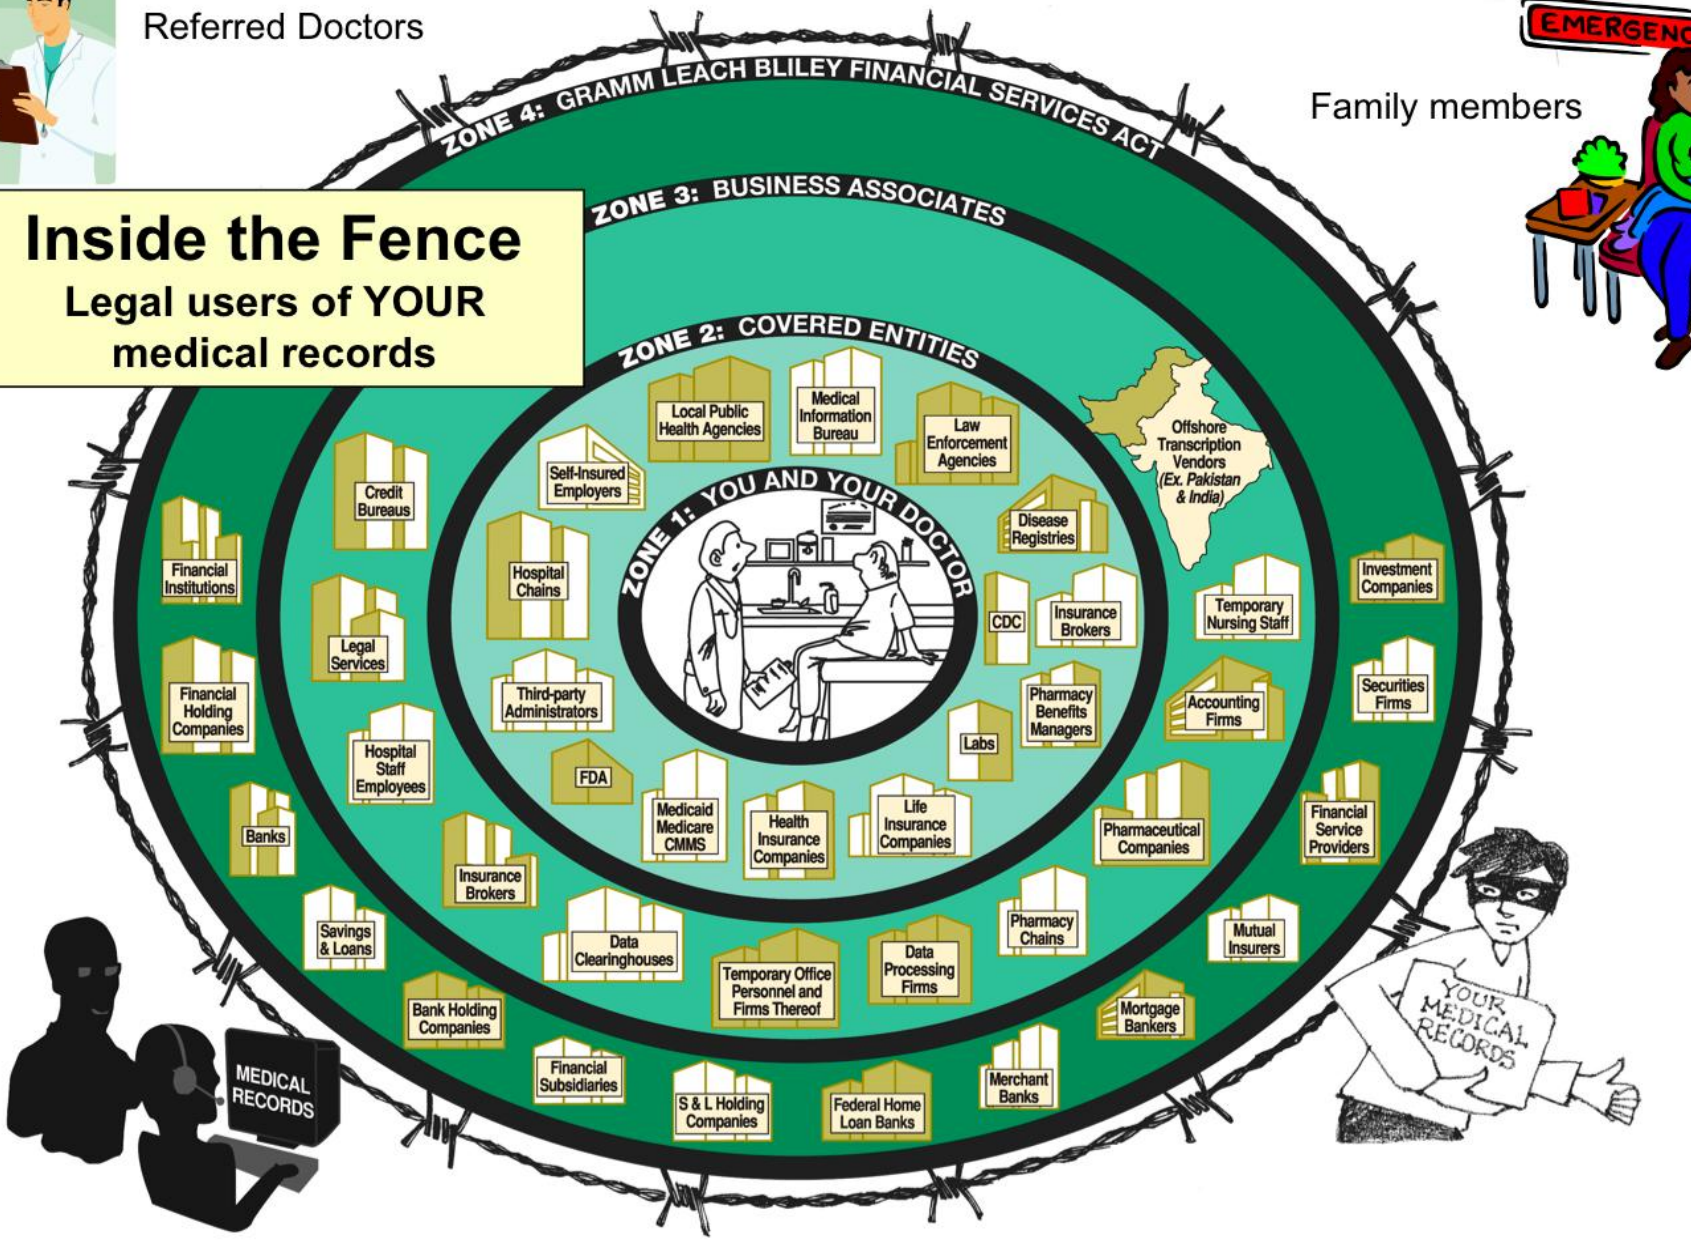 Referred Doctors
EMERGENC
Family members
Inside the Fence
Legal users of YOUR
medical records
ZONE 4: GRAMM LEACH BLILEY FINANCIAL SERVICES ACT
ZONE 3: BUSINESS ASSOCIATES
ZONE 2: COVERED ENTITIES
ZONE 1: YOU AND YOUR DOCTOR
Local Public
Health Agencies
Medical
Information
Bureau
Law
Enforcement
Agencies
Self-Insured
Employers
Disease
Registries
Hospital
Chains
CDC
Insurance
Brokers
Third-party
Administrators
Pharmacy
Benefits
Managers
Labs
FDA
Medicaid
Medicare
CMMS
Health
Insurance
Companies
Life
Insurance
Companies
Offshore
Transcription
Vendors
(Ex. Pakistan
& India)
Credit
Bureaus
Legal
Services
Hospital
Staff
Employees
Insurance
Brokers
Data
Clearinghouses
Temporary Office
Personnel and
Firms Thereof
Data
Processing
Firms
Pharmacy
Chains
Pharmaceutical
Companies
Accounting
Firms
Temporary
Nursing Staff
Financial
Institutions
Financial
Holding
Companies
Banks
Savings
& Loans
Bank Holding
Companies
Financial
Subsidiaries
S & L Holding
Companies
Federal Home
Loan Banks
Merchant
Banks
Mortgage
Bankers
Mutual
Insurers
Financial
Service
Providers
Securities
Firms
Investment
Companies
MEDICAL
RECORDS
YOUR
MEDICAL
RECORDS